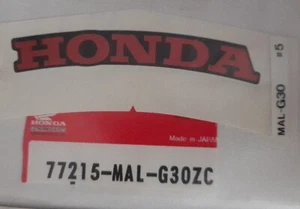 HONDA
#5
MAL-G30
HONDA
Made in JAPAN
77215-MAL-G30ZC